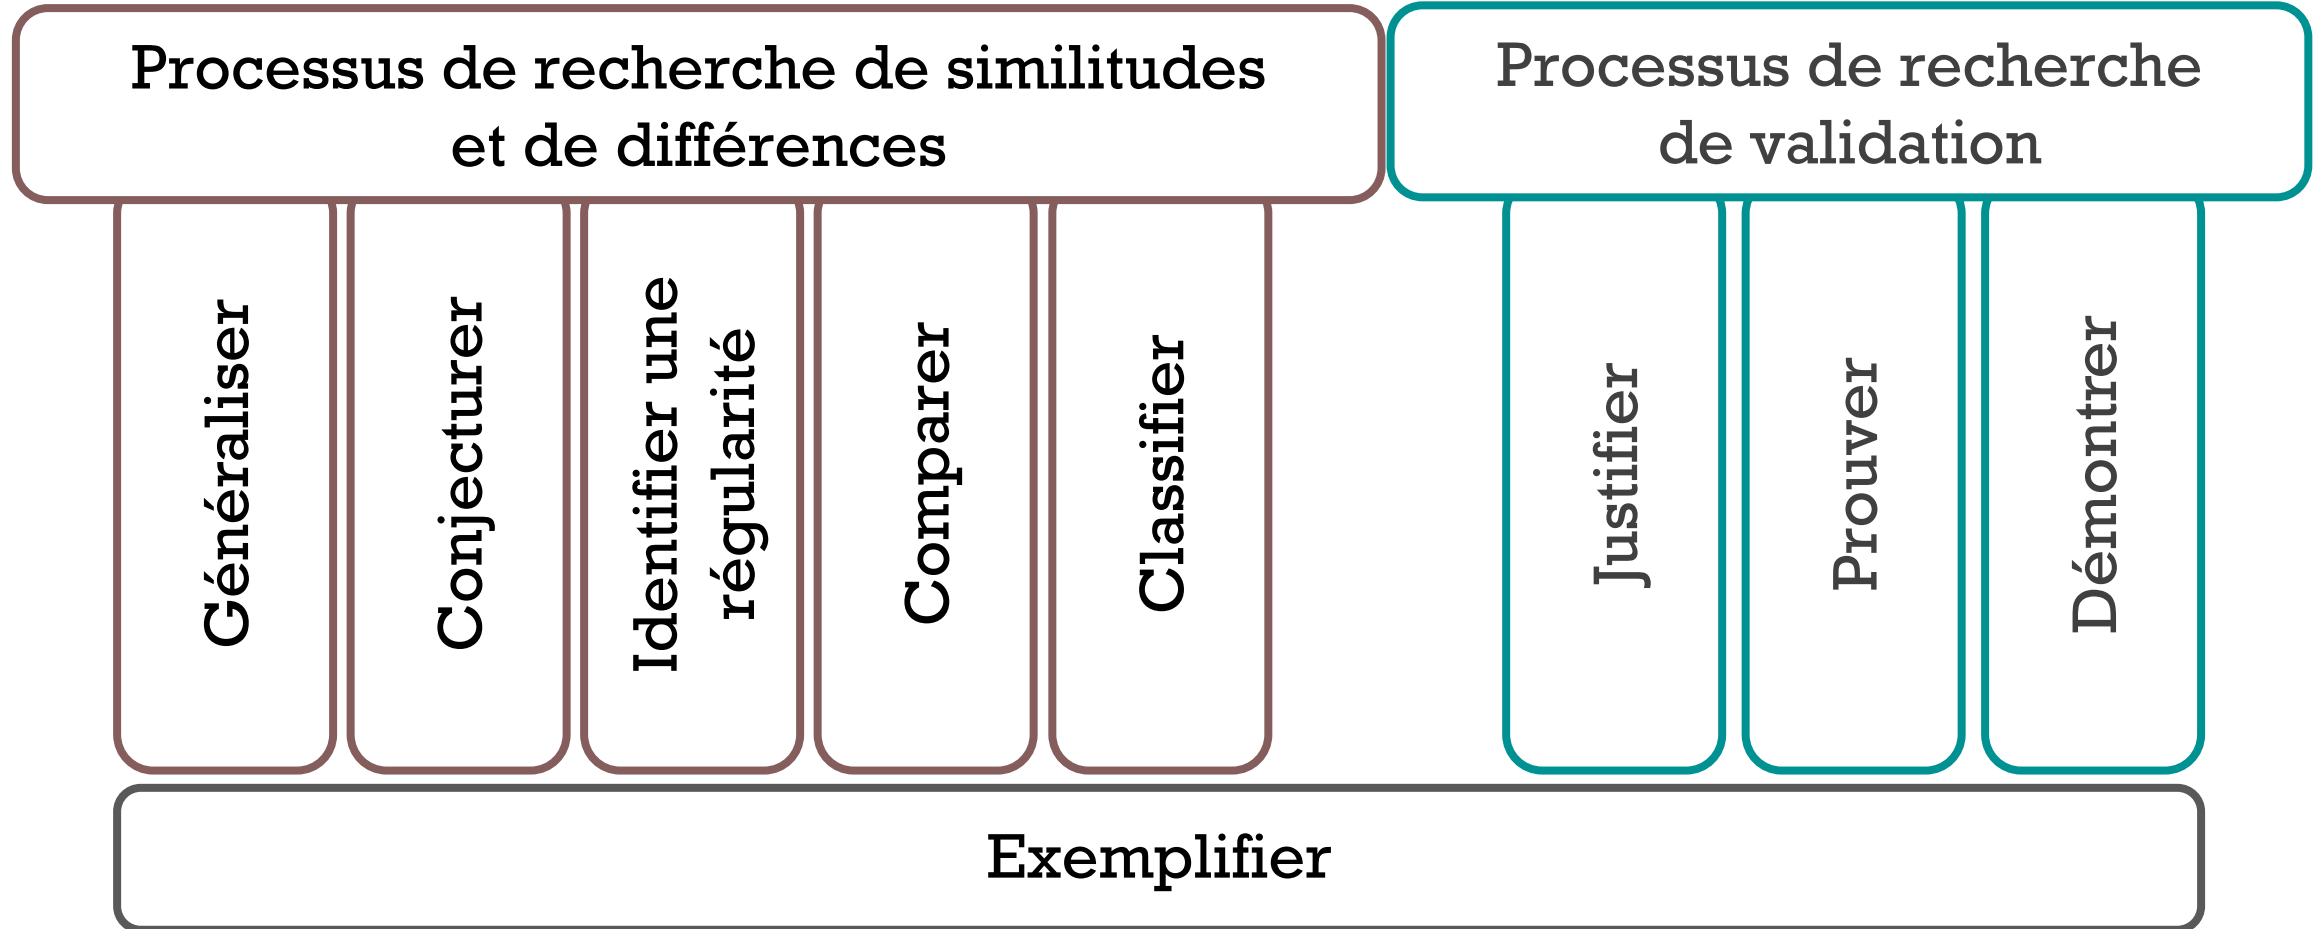 Processus de recherche de similitudes
et de différences
Processus de recherche
de validation
Généraliser
Conjecturer
Identifier une
régularité
Comparer
Classifier
Justifier
Prouver
Démontrer
Exemplifier